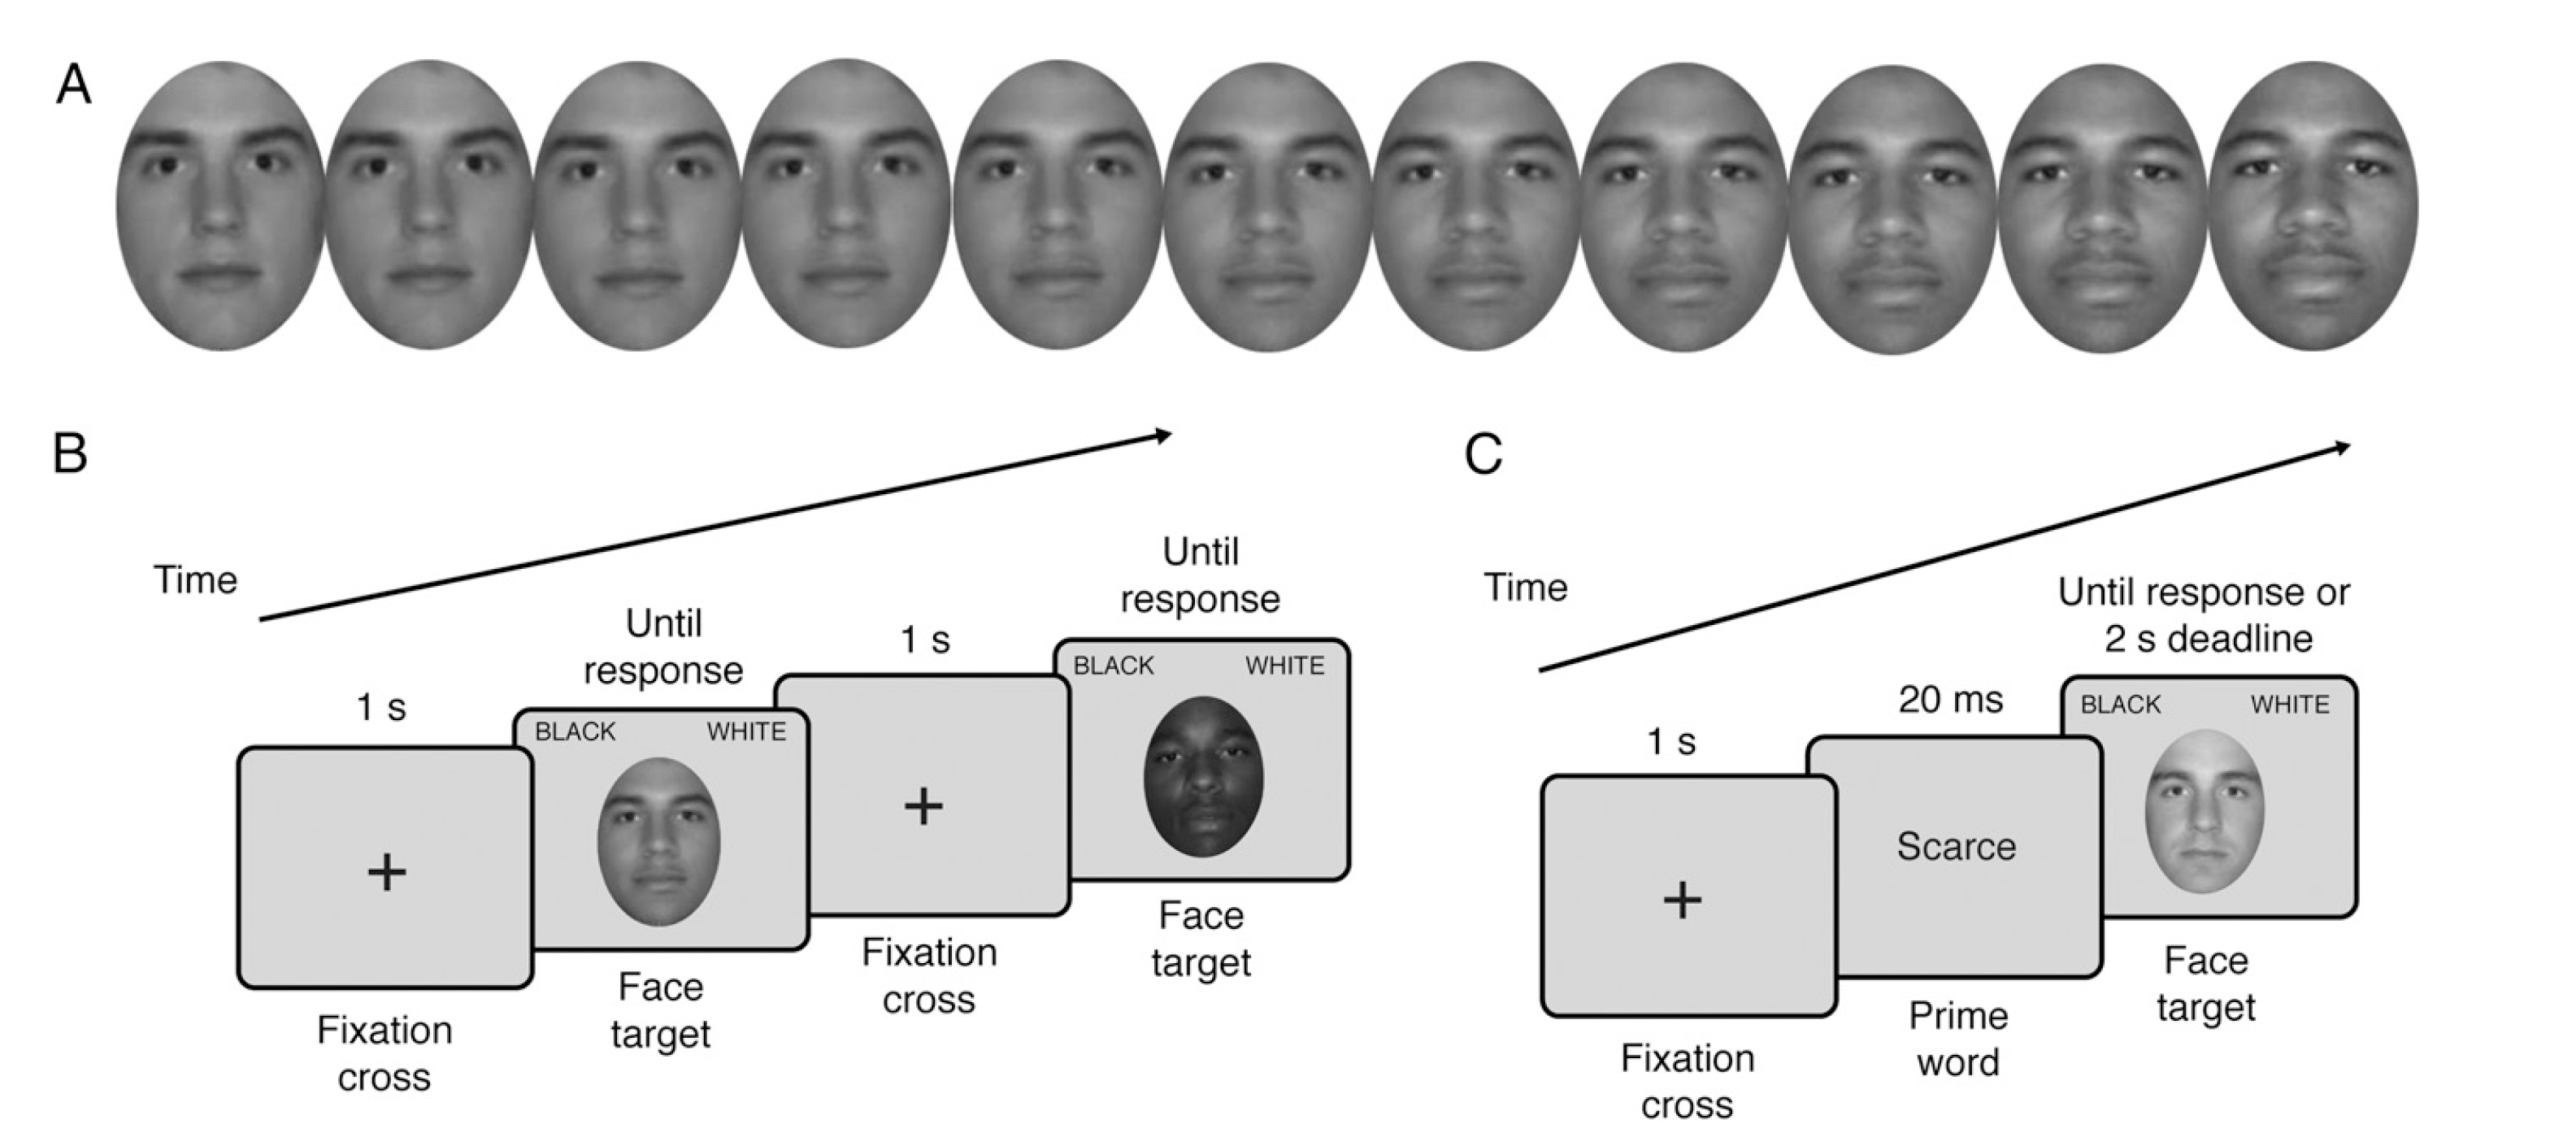 A
B
Time
1 s
Fixation
cross
Until
response
BLACK WHITE
Face
target
1 s
Fixation
cross
Until
response
BLACK WHITE
Face
target
C
Time
1 s
Fixation
cross
20 ms
Scarce
Prime
word
Until response or
2 s deadline
BLACK WHITE
Face
target